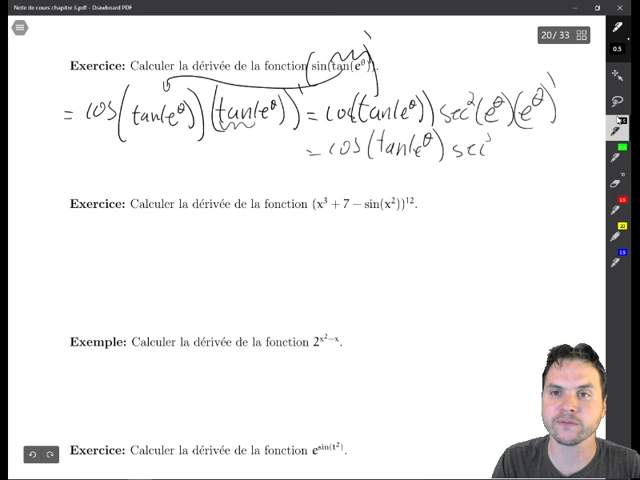 Note de cours chapitre 3.pdf - Drawboard PDF
20 / 33
0.5
Exercice: Calculer la dérivée de la fonction sin(tan(e^θ)).
= cos(tan(e^θ)) (tan(e^θ))' = cos(tan(e^θ)) sec²(e^θ)(e^θ)'
= cos(tan(e^θ) sec
Exercice: Calculer la dérivée de la fonction (x³ + 7 − sin(x²))¹².
Exemple: Calculer la dérivée de la fonction 2^x²−x.
Exercice: Calculer la dérivée de la fonction e^sin(t²).